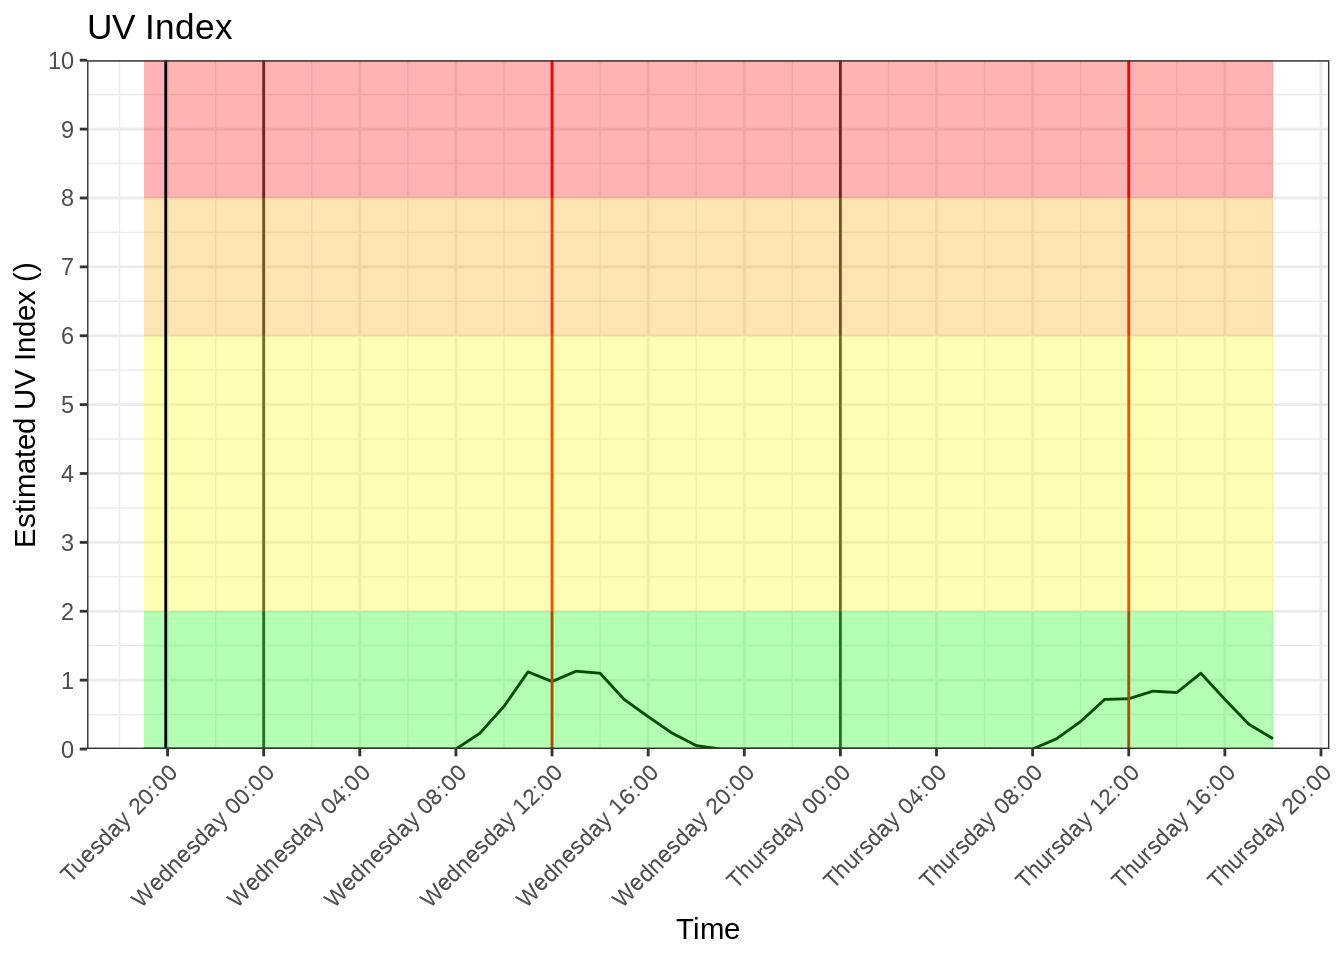 UV Index
Estimated UV Index ()
10
9
8
7
6
5
4
3
2
1
0
Tuesday 20:00
Wednesday 00:00
Wednesday 04:00
Wednesday 08:00
Wednesday 12:00
Wednesday 16:00
Wednesday 20:00
Thursday 00:00
Thursday 04:00
Thursday 08:00
Thursday 12:00
Thursday 16:00
Thursday 20:00
Time